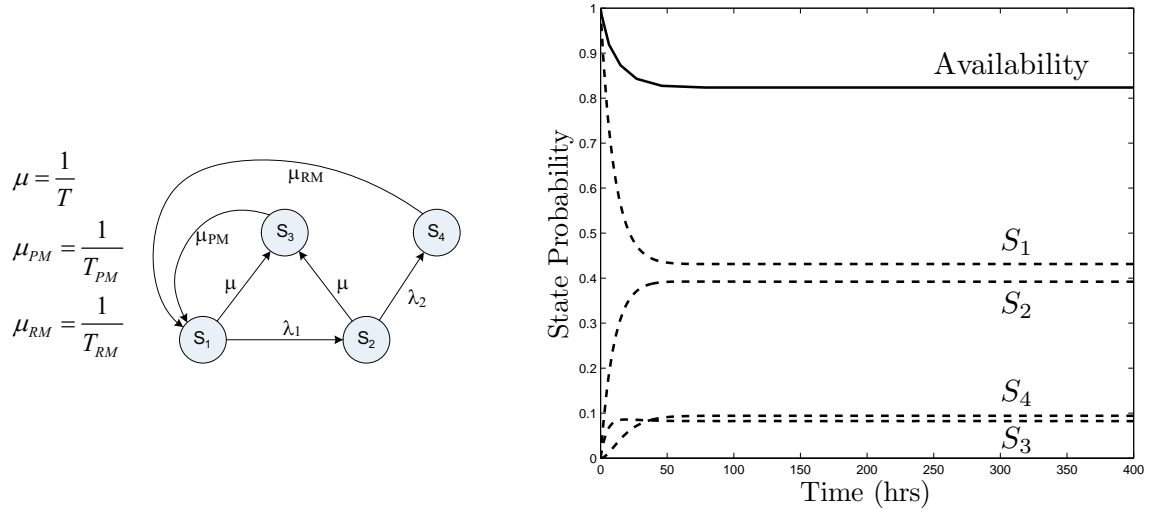 μ = 1/T
μ_PM = 1/T_PM
μ_RM = 1/T_RM
μ_RM
μ_PM
S₃
S₄
μ
μ
λ₂
S₁
λ₁
S₂
State Probability
1
0.9
0.8
0.7
0.6
0.5
0.4
0.3
0.2
0.1
0
Availability
S₁
S₂
S₄
S₃
0 50 100 150 200 250 300 350 400
Time (hrs)